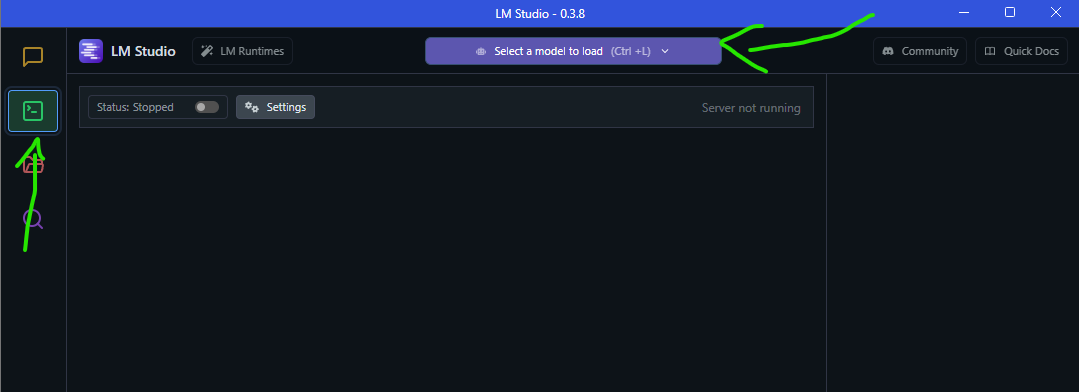 LM Studio - 0.3.8
LM Studio LM Runtimes Select a model to load (Ctrl +L) Community Quick Docs
Status: Stopped Settings Server not running